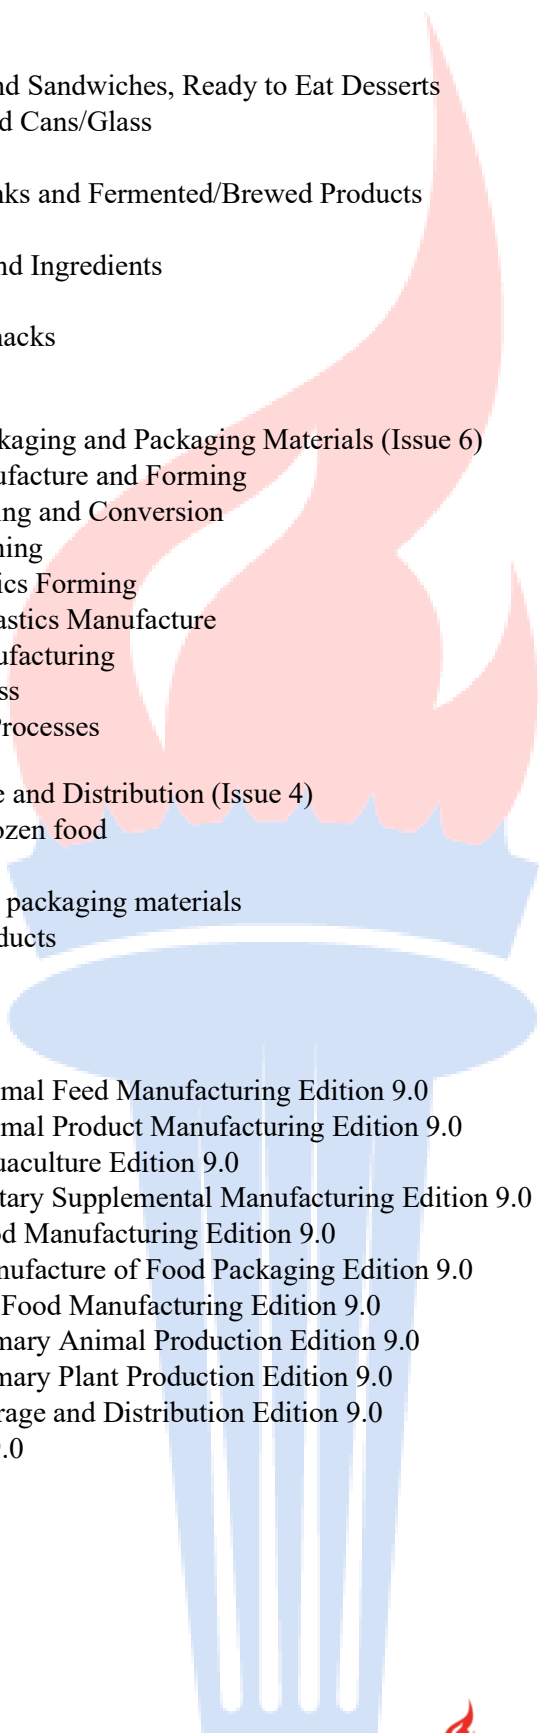 nd Sandwiches, Ready to Eat Desserts
d Cans/Glass
nks and Fermented/Brewed Products
nd Ingredients
nacks
kaging and Packaging Materials (Issue 6)
ufacture and Forming
ing and Conversion
ning
ics Forming
astics Manufacture
ufacturing
ss
Processes
e and Distribution (Issue 4)
ozen food
packaging materials
ducts
mal Feed Manufacturing Edition 9.0
mal Product Manufacturing Edition 9.0
uaculture Edition 9.0
tary Supplemental Manufacturing Edition 9.0
od Manufacturing Edition 9.0
nufacture of Food Packaging Edition 9.0
Food Manufacturing Edition 9.0
mary Animal Production Edition 9.0
mary Plant Production Edition 9.0
rage and Distribution Edition 9.0
.0